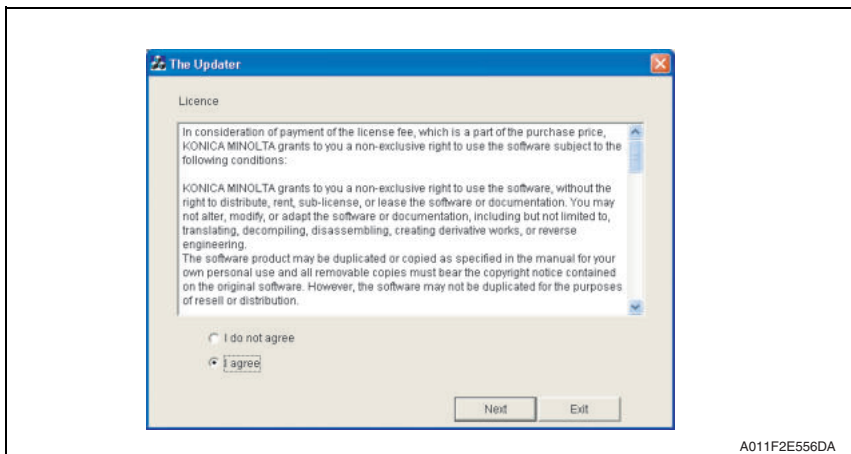 The Updater
Licence
In consideration of payment of the license fee, which is a part of the purchase price,
KONICA MINOLTA grants to you a non-exclusive right to use the software subject to the
following conditions:
KONICA MINOLTA grants to you a non-exclusive right to use the software, without the
right to distribute, rent, sub-license, or lease the software or documentation. You may
not alter, modify, or adapt the software or documentation, including but not limited to,
translating, decompiling, disassembling, creating derivative works, or reverse
engineering.
The software product may be duplicated or copied as specified in the manual for your
own personal use and all removable copies must bear the copyright notice contained
on the original software. However, the software may not be duplicated for the purposes
of resell or distribution.
I do not agree
I agree
Next Exit
A011F2E556DA